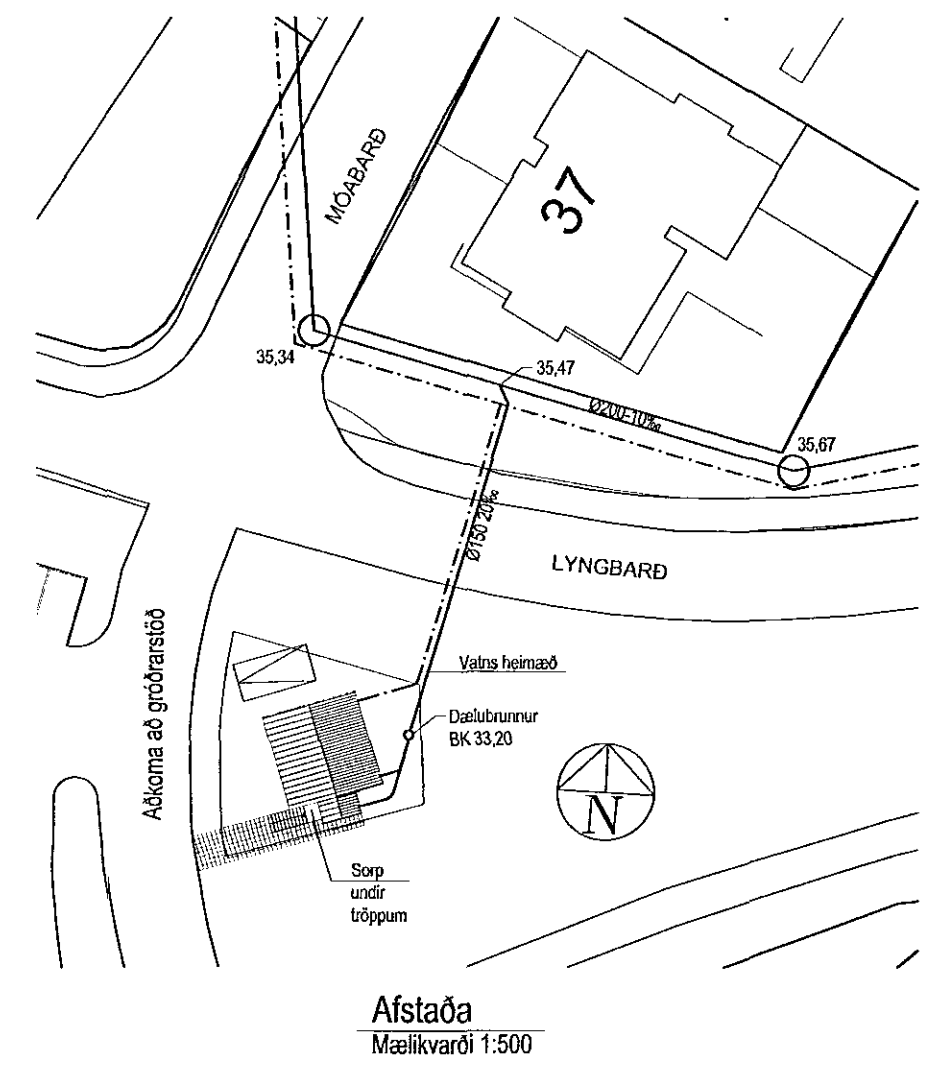 MÓABARÐ
37
35,34
35,47
Ø200-10‰
35,67
Ø150 20‰
LYNGBARÐ
Aðkoma að gróðrarstöð
Vatns heimæð
Dælubrunnur
BK 33,20
N
Sorp
undir
tröppum
Afstaða
Mælikvarði 1:500